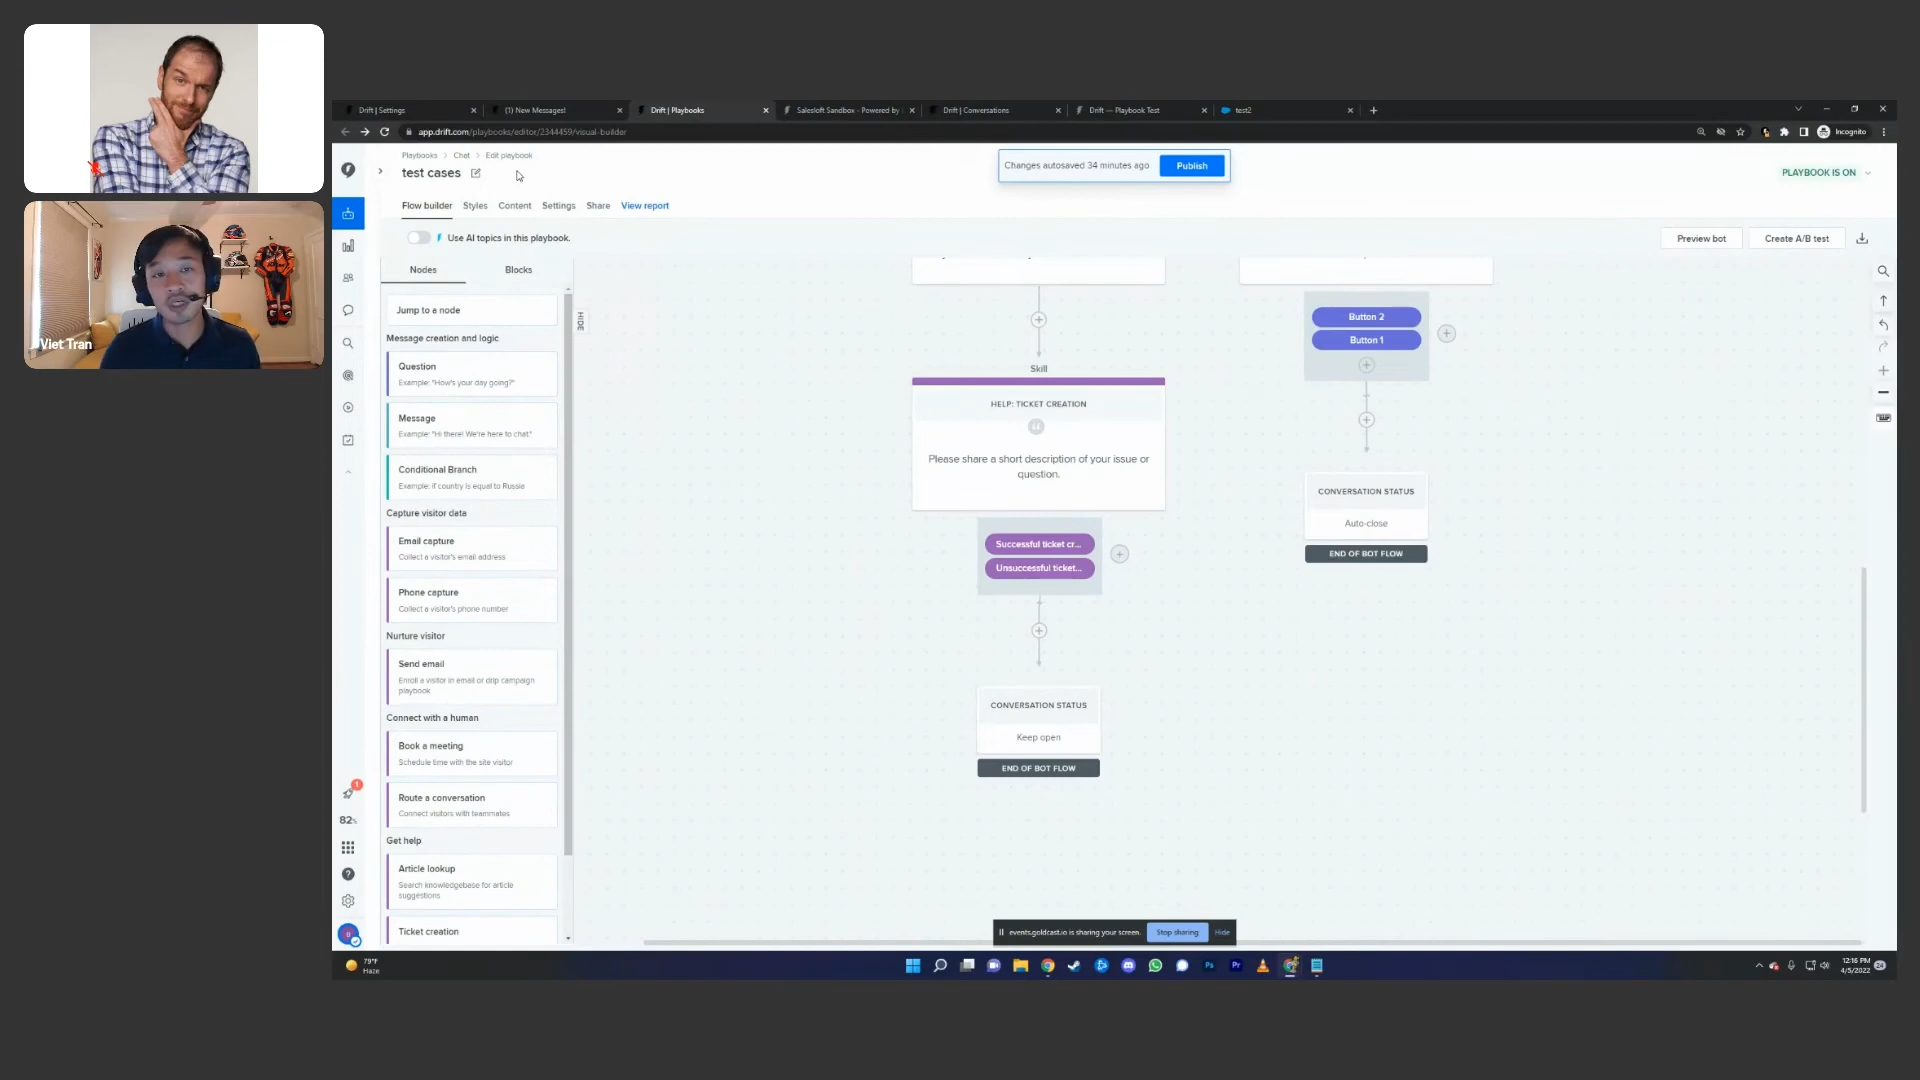 Viet Tran
Drift | Settings
(1) New Messages!
Drift | Playbooks
Salesloft Sandbox - Powered by
Drift | Conversations
Drift — Playbook Test
test2
app.drift.com/playbooks/editor/2344459/visual-builder
Incognito
Playbooks > Chat > Edit playbook
test cases
Changes autosaved 34 minutes ago
Publish
PLAYBOOK IS ON
Flow builder
Styles
Content
Settings
Share
View report
Use AI topics in this playbook.
Preview bot
Create A/B test
Nodes
Blocks
HIDE
Jump to a node
Message creation and logic
Question
Example: "How's your day going?"
Message
Example: "Hi there! We're here to chat."
Conditional Branch
Example: if country is equal to Russia
Capture visitor data
Email capture
Collect a visitor's email address
Phone capture
Collect a visitor's phone number
Nurture visitor
Send email
Enroll a visitor in email or drip campaign
playbook
Connect with a human
Book a meeting
Schedule time with the site visitor
Route a conversation
Connect visitors with teammates
Get help
Article lookup
Search knowledgebase for article
suggestions
Ticket creation
1
82%
Skill
HELP: TICKET CREATION
Please share a short description of your issue or
question.
Successful ticket cr...
Unsuccessful ticket...
CONVERSATION STATUS
Keep open
END OF BOT FLOW
Button 2
Button 1
CONVERSATION STATUS
Auto-close
END OF BOT FLOW
events.goldcast.io is sharing your screen.
Stop sharing
Hide
79°F
Haze
Ps
Pr
12:16 PM
4/5/2022
24